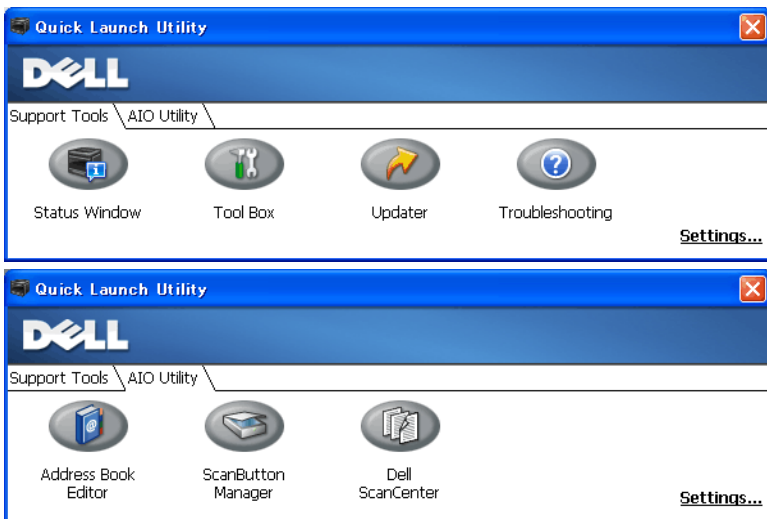 Quick Launch Utility
DELL
Support Tools AIO Utility
Status Window Tool Box Updater Troubleshooting
Settings...
Quick Launch Utility
DELL
Support Tools AIO Utility
Address Book Editor ScanButton Manager Dell ScanCenter
Settings...